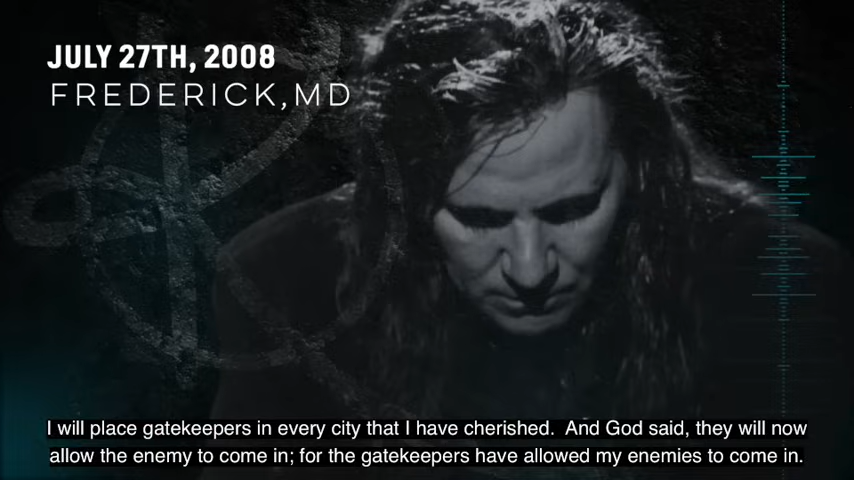 JULY 27TH, 2008
FREDERICK,MD
I will place gatekeepers in every city that I have cherished.  And God said, they will now
allow the enemy to come in; for the gatekeepers have allowed my enemies to come in.